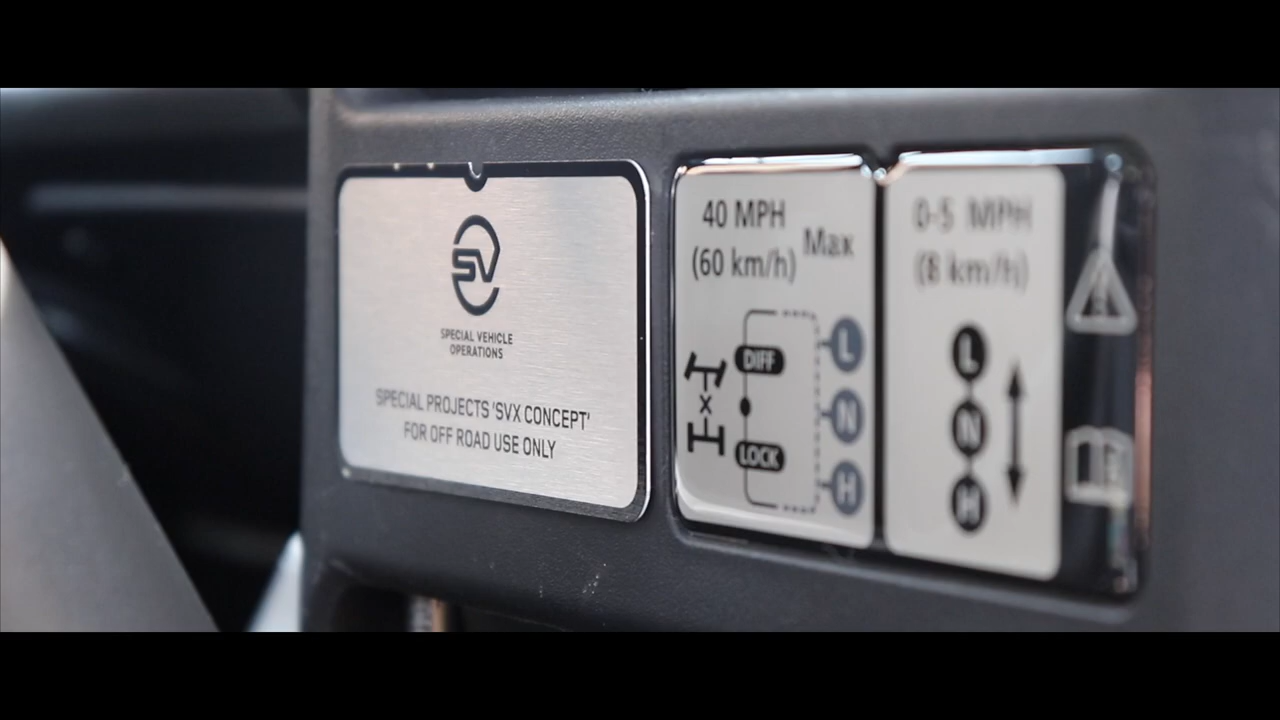 SV
SPECIAL VEHICLE
OPERATIONS
SPECIAL PROJECTS 'SVX CONCEPT'
FOR OFF ROAD USE ONLY
40 MPH
(60 km/h)
Max
DIFF
LOCK
L
N
H
0-5 MPH
(8 km/h)
L
N
H